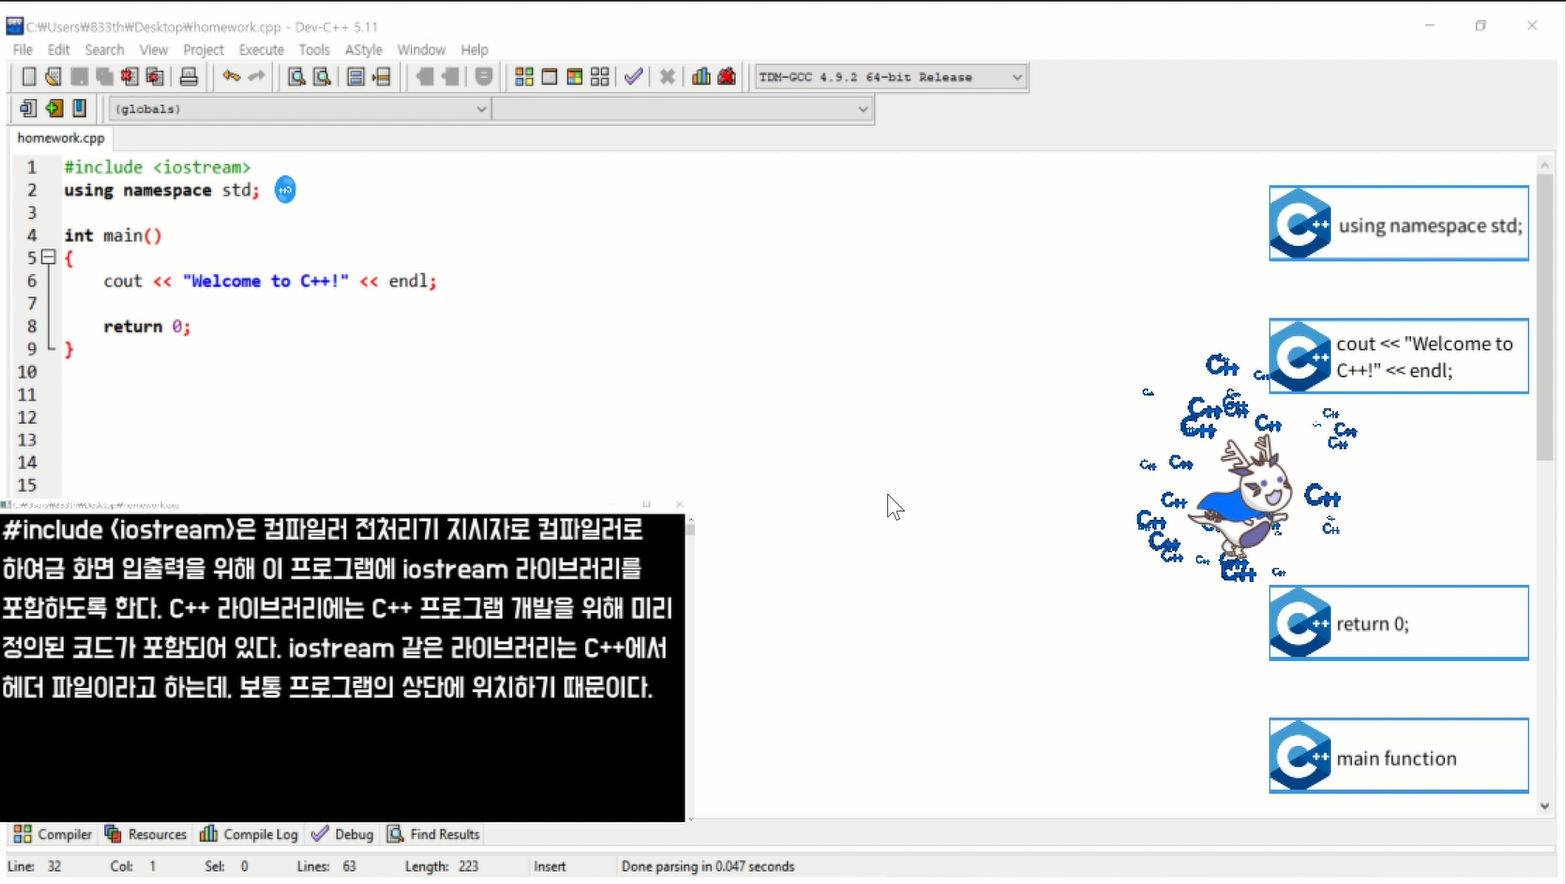 C:₩Users₩833th₩Desktop₩homework.cpp - Dev-C++ 5.11
File Edit Search View Project Execute Tools AStyle Window Help
TDM-GCC 4.9.2 64-bit Release
(globals)
homework.cpp
1 #include <iostream>
2 using namespace std;
3
4 int main()
5 {
6 cout << "Welcome to C++!" << endl;
7
8 return 0;
9 }
10
11
12
13
14
15
using namespace std;
cout << "Welcome to
C++!" << endl;
return 0;
main function
C:₩Users₩833th₩Desktop₩homework.exe
#include <iostream>은 컴파일러 전처리기 지시자로 컴파일러로
하여금 화면 입출력을 위해 이 프로그램에 iostream 라이브러리를
포함하도록 한다. C++ 라이브러리에는 C++ 프로그램 개발을 위해 미리
정의된 코드가 포함되어 있다. iostream 같은 라이브러리는 C++에서
헤더 파일이라고 하는데, 보통 프로그램의 상단에 위치하기 때문이다.
Compiler Resources Compile Log Debug Find Results
Line: 32 Col: 1 Sel: 0 Lines: 63 Length: 223 Insert Done parsing in 0.047 seconds